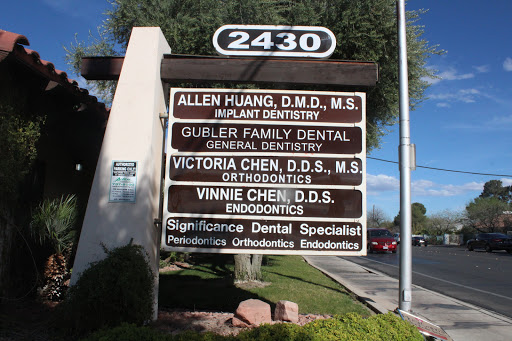 2430
ALLEN HUANG, D.M.D., M.S.
IMPLANT DENTISTRY
GUBLER FAMILY DENTAL
GENERAL DENTISTRY
VICTORIA CHEN, D.D.S., M.S.
ORTHODONTICS
VINNIE CHEN, D.D.S.
ENDODONTICS
Significance Dental Specialist
Periodontics Orthodontics Endodontics